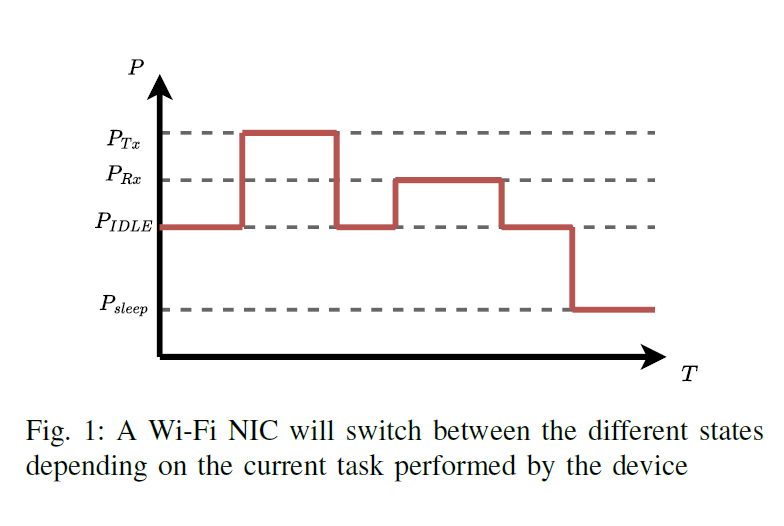 P
P_{Tx}
P_{Rx}
P_{IDLE}
P_{sleep}
T
Fig. 1: A Wi-Fi NIC will switch between the different states
depending on the current task performed by the device